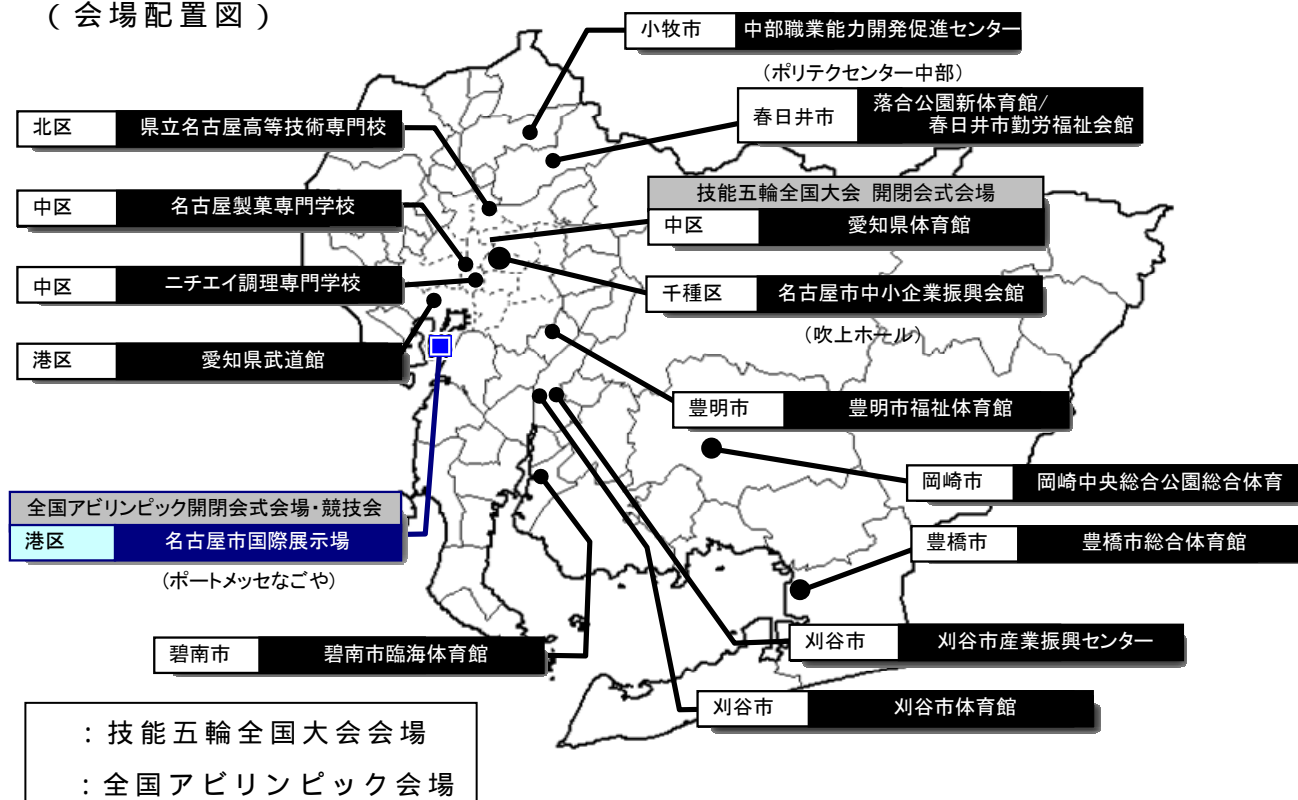 (会場配置図)
小牧市 中部職業能力開発促進センター
(ポリテクセンター中部)
春日井市 落合公園新体育館/
春日井市勤労福祉会館
北区 県立名古屋高等技術専門校
技能五輪全国大会 開閉会式会場
中区 愛知県体育館
中区 名古屋製菓専門学校
中区 ニチエイ調理専門学校
千種区 名古屋市中小企業振興会館
(吹上ホール)
港区 愛知県武道館
豊明市 豊明市福祉体育館
岡崎市 岡崎中央総合公園総合体育
全国アビリンピック開閉会式会場・競技会
港区 名古屋市国際展示場
(ポートメッセなごや)
豊橋市 豊橋市総合体育館
刈谷市 刈谷市産業振興センター
碧南市 碧南市臨海体育館
刈谷市 刈谷市体育館
:技能五輪全国大会会場
:全国アビリンピック会場